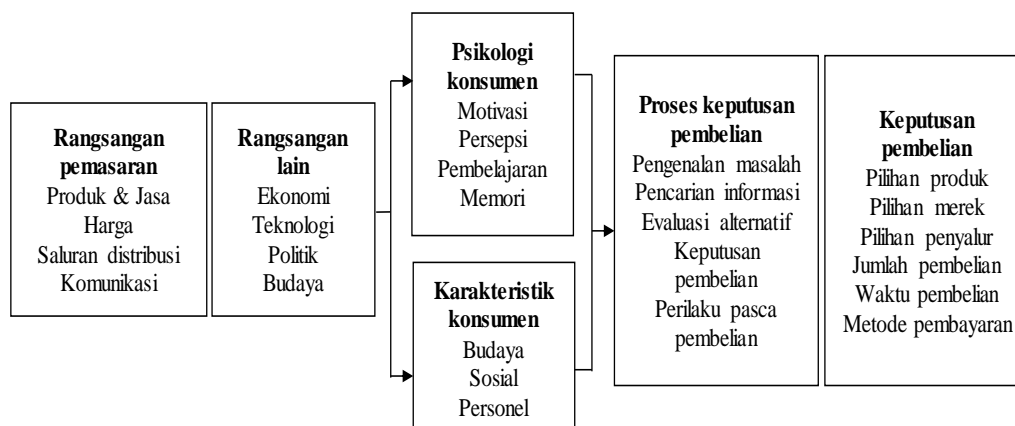 Rangsangan
pemasaran
Produk & Jasa
Harga
Saluran distribusi
Komunikasi
Rangsangan
lain
Ekonomi
Teknologi
Politik
Budaya
Psikologi
konsumen
Motivasi
Persepsi
Pembelajaran
Memori
Karakteristik
konsumen
Budaya
Sosial
Personel
Proses keputusan
pembelian
Pengenalan masalah
Pencarian informasi
Evaluasi alternatif
Keputusan
pembelian
Perilaku pasca
pembelian
Keputusan
pembelian
Pilihan produk
Pilihan merek
Pilihan penyalur
Jumlah pembelian
Waktu pembelian
Metode pembayaran